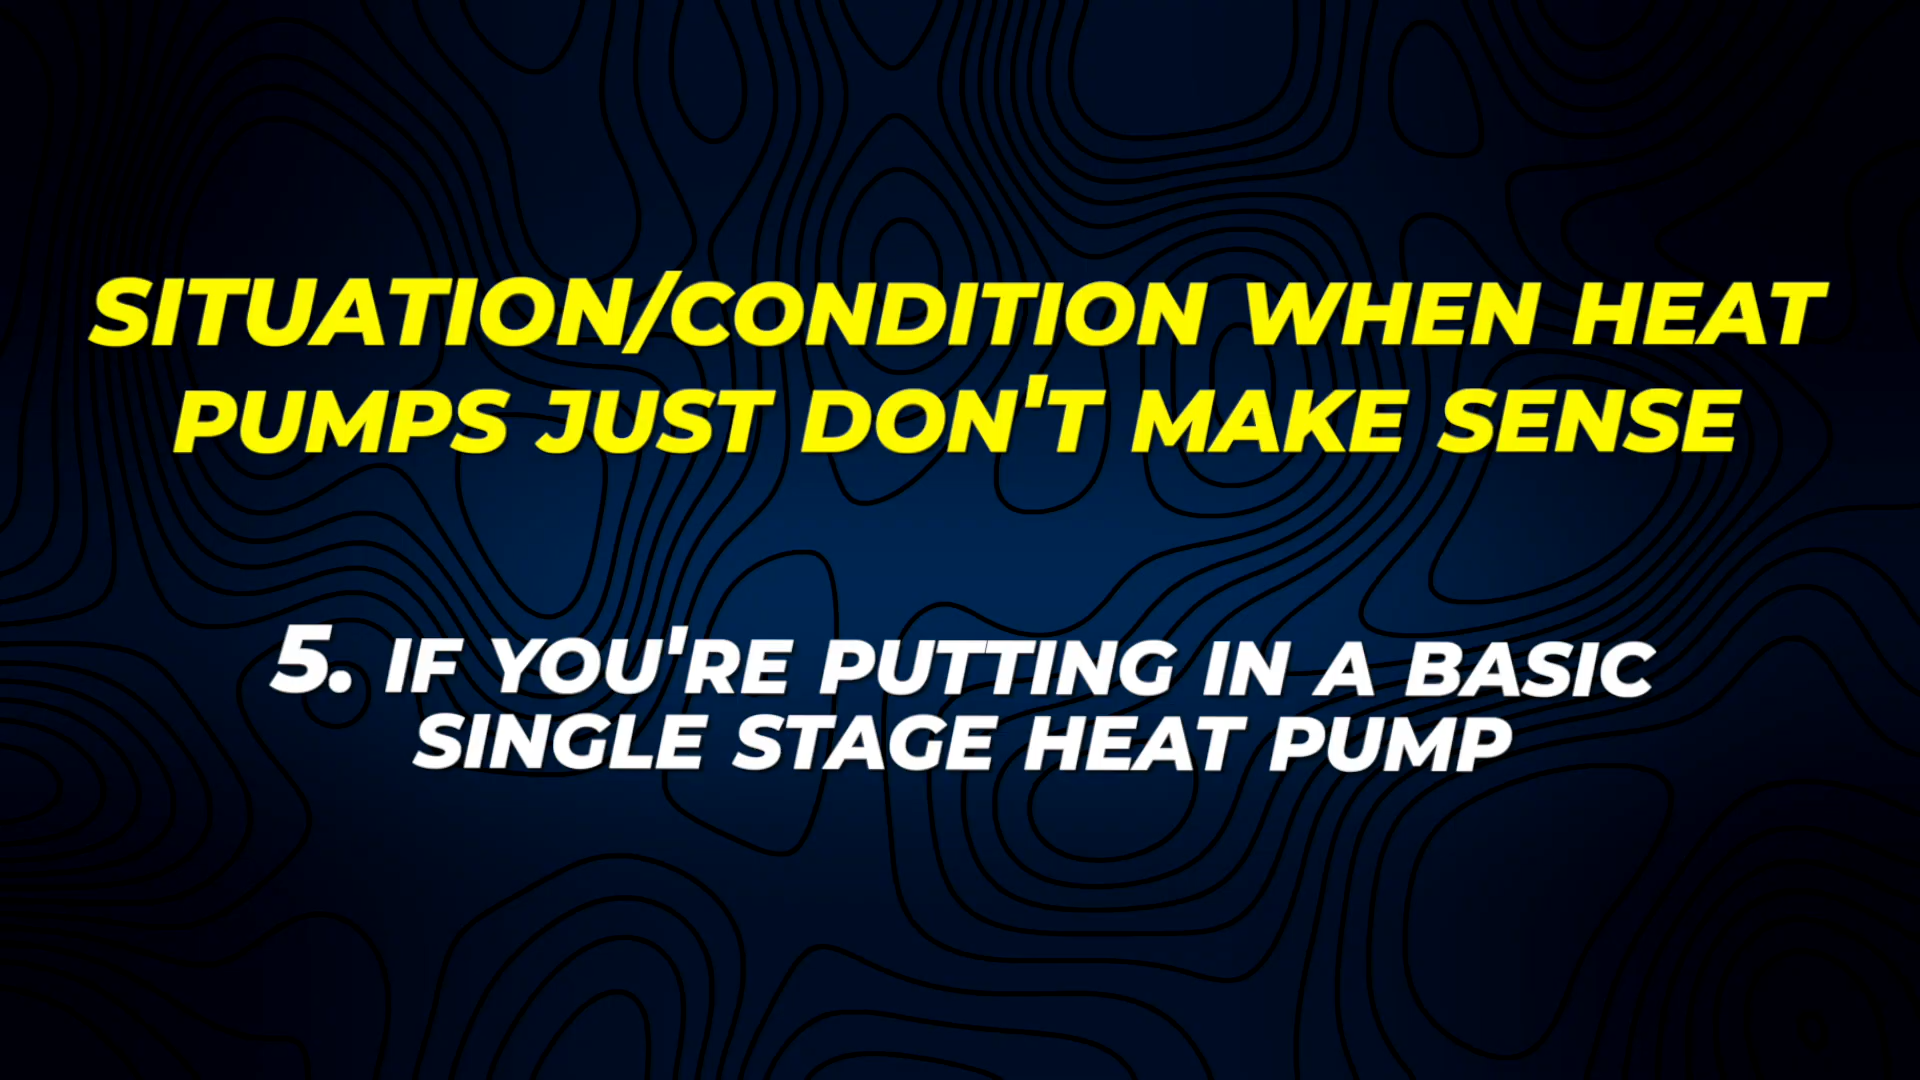 SITUATION/CONDITION WHEN HEAT
PUMPS JUST DON'T MAKE SENSE
5. IF YOU'RE PUTTING IN A BASIC
SINGLE STAGE HEAT PUMP